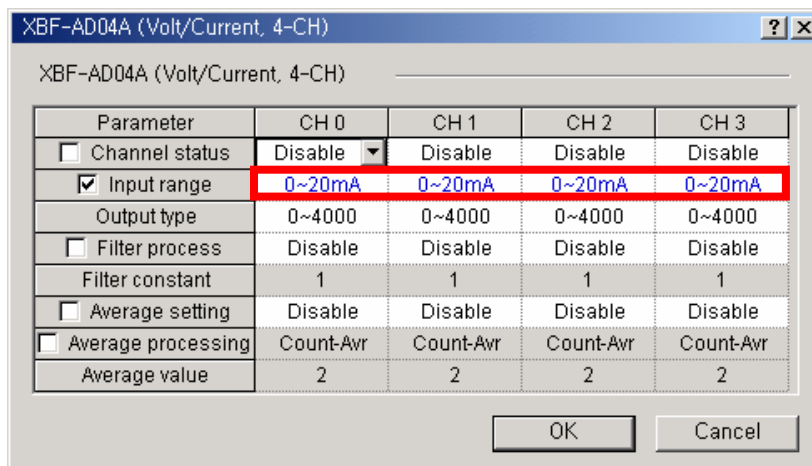 XBF-AD04A (Volt/Current, 4-CH)
XBF-AD04A (Volt/Current, 4-CH)
Parameter CH 0 CH 1 CH 2 CH 3
Channel status Disable Disable Disable Disable
Input range 0~20mA 0~20mA 0~20mA 0~20mA
Output type 0~4000 0~4000 0~4000 0~4000
Filter process Disable Disable Disable Disable
Filter constant 1 1 1 1
Average setting Disable Disable Disable Disable
Average processing Count-Avr Count-Avr Count-Avr Count-Avr
Average value 2 2 2 2
OK Cancel